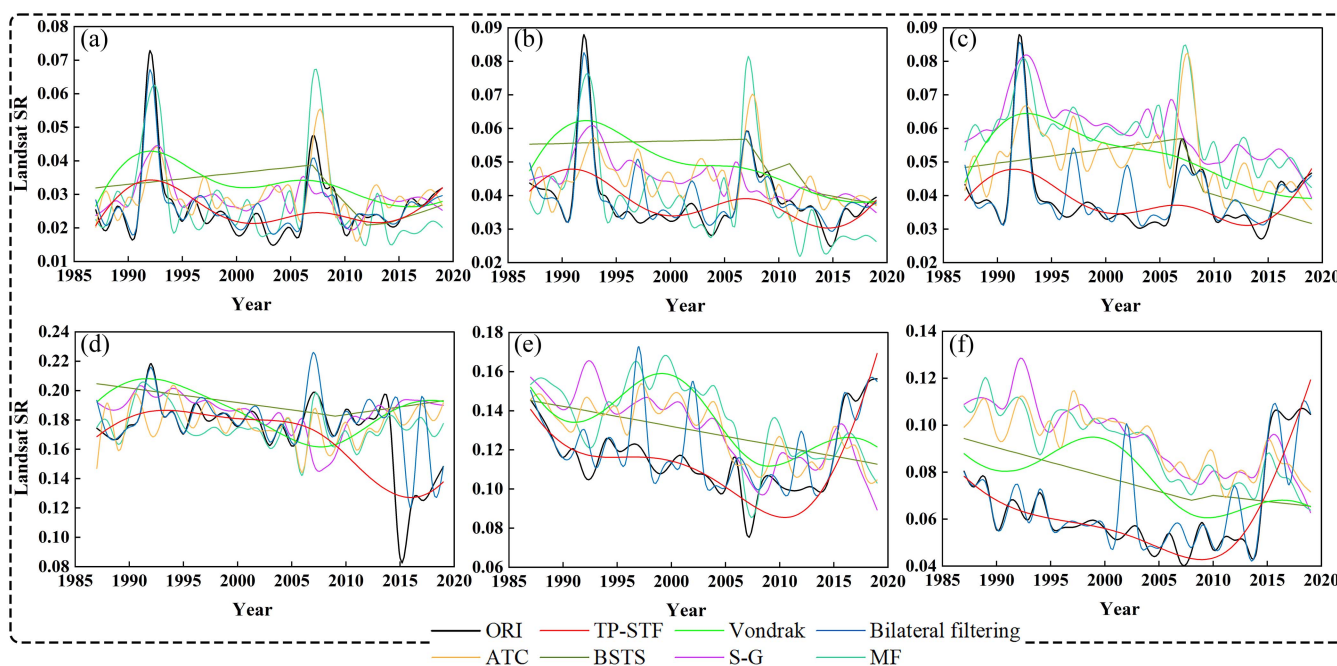 (a) (b) (c)
0.08 0.07 0.06 0.05 0.04 0.03 0.02 0.01
0.09 0.08 0.07 0.06 0.05 0.04 0.03 0.02
0.09 0.08 0.07 0.06 0.05 0.04 0.03 0.02
Landsat SR
1985 1990 1995 2000 2005 2010 2015 2020
1985 1990 1995 2000 2005 2010 2015 2020
1985 1990 1995 2000 2005 2010 2015 2020
Year Year Year
(d) (e) (f)
0.24 0.22 0.20 0.18 0.16 0.14 0.12 0.10 0.08
0.18 0.16 0.14 0.12 0.10 0.08 0.06
0.14 0.12 0.10 0.08 0.06 0.04
Landsat SR
1985 1990 1995 2000 2005 2010 2015 2020
1985 1990 1995 2000 2005 2010 2015 2020
1985 1990 1995 2000 2005 2010 2015 2020
Year Year Year
ORI TP-STF Vondrak Bilateral filtering
ATC BSTS S-G MF